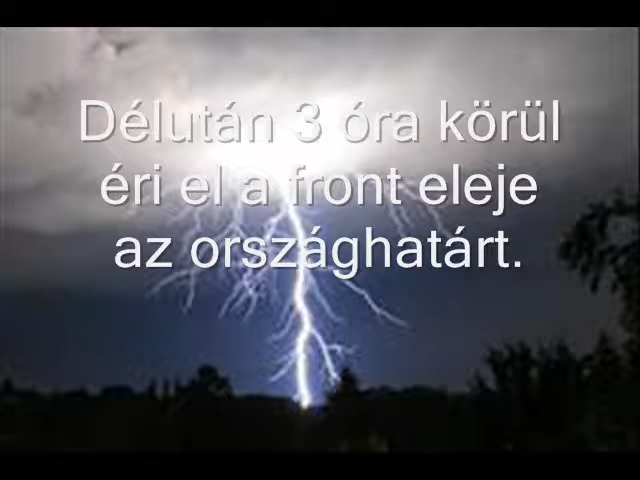 Délután 3 óra körül
éri el a front eleje
az országhatárt.